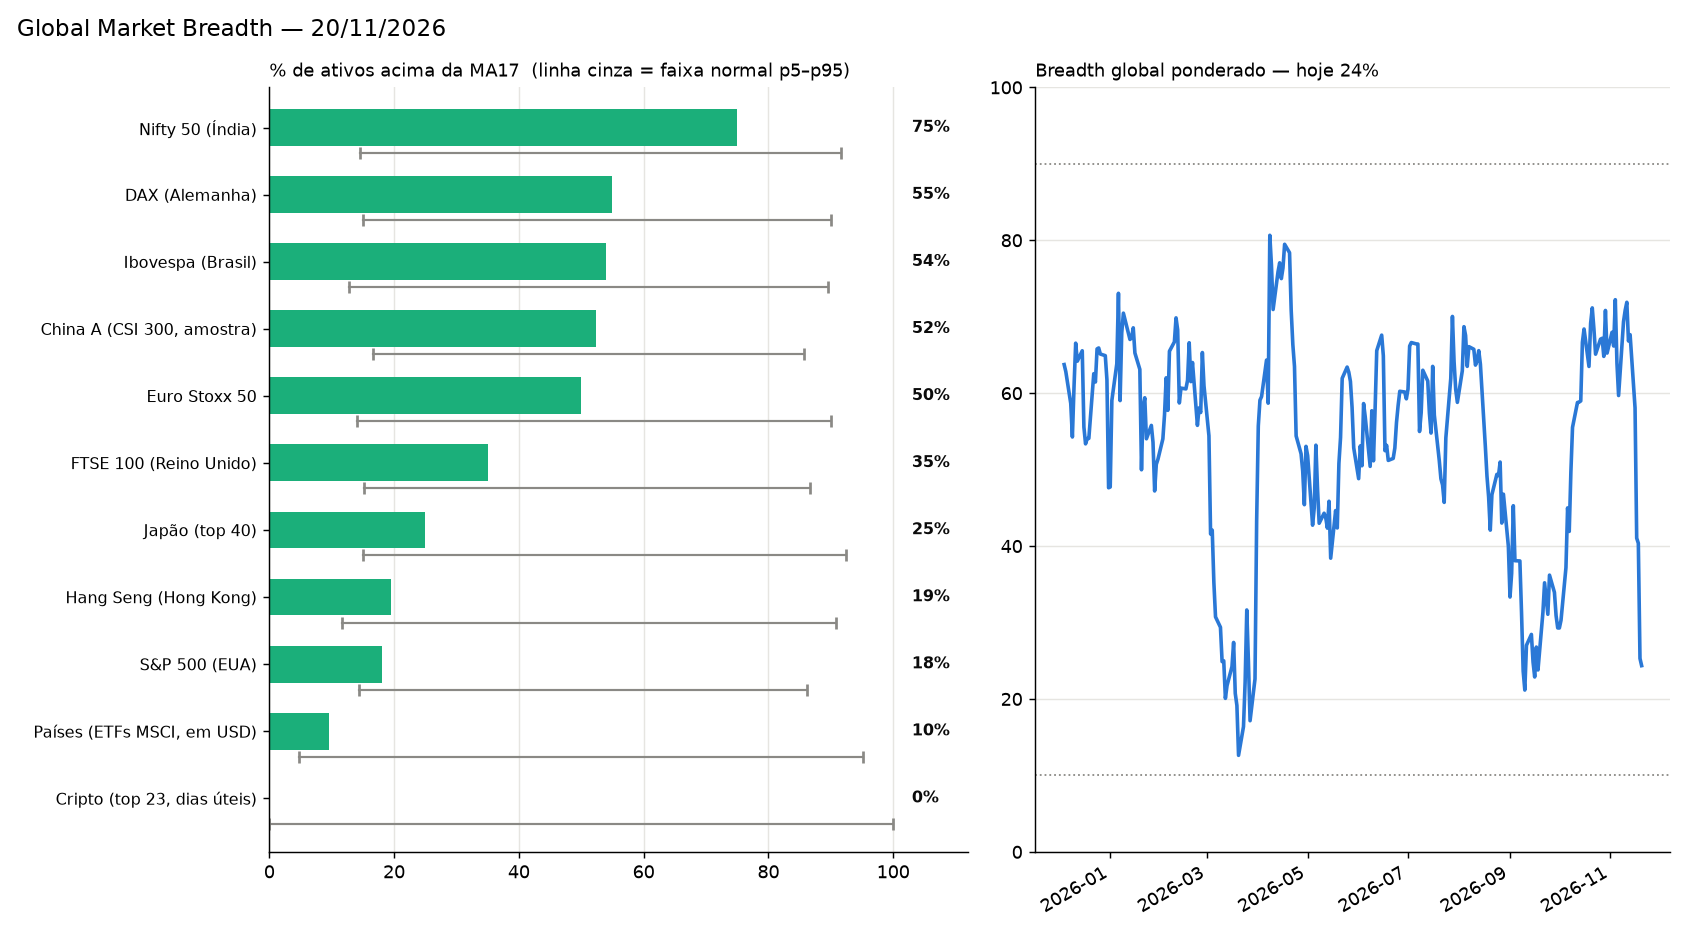 Global Market Breadth — 20/11/2026
% de ativos acima da MA17  (linha cinza = faixa normal p5–p95)
Nifty 50 (Índia)
75%
DAX (Alemanha)
55%
Ibovespa (Brasil)
54%
China A (CSI 300, amostra)
52%
Euro Stoxx 50
50%
FTSE 100 (Reino Unido)
35%
Japão (top 40)
25%
Hang Seng (Hong Kong)
19%
S&P 500 (EUA)
18%
Países (ETFs MSCI, em USD)
10%
Cripto (top 23, dias úteis)
0%
0 20 40 60 80 100
Breadth global ponderado — hoje 24%
100
80
60
40
20
0
2026-01 2026-03 2026-05 2026-07 2026-09 2026-11